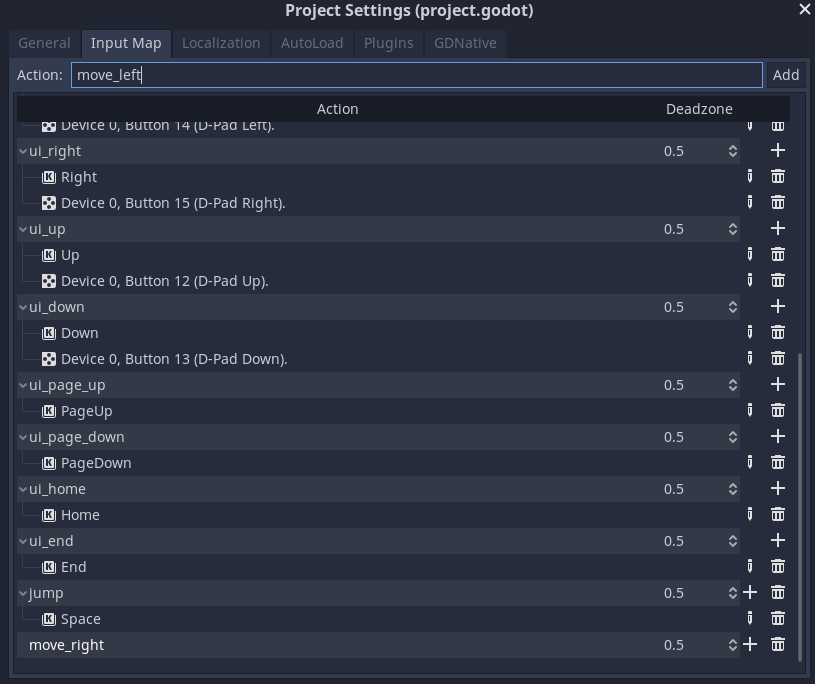 Project Settings (project.godot)
General Input Map Localization AutoLoad Plugins GDNative
Action: move_left Add
Action Deadzone
Device 0, Button 14 (D-Pad Left).
ui_right 0.5
K Right
Device 0, Button 15 (D-Pad Right).
ui_up 0.5
K Up
Device 0, Button 12 (D-Pad Up).
ui_down 0.5
K Down
Device 0, Button 13 (D-Pad Down).
ui_page_up 0.5
K PageUp
ui_page_down 0.5
K PageDown
ui_home 0.5
K Home
ui_end 0.5
K End
jump 0.5
K Space
move_right 0.5